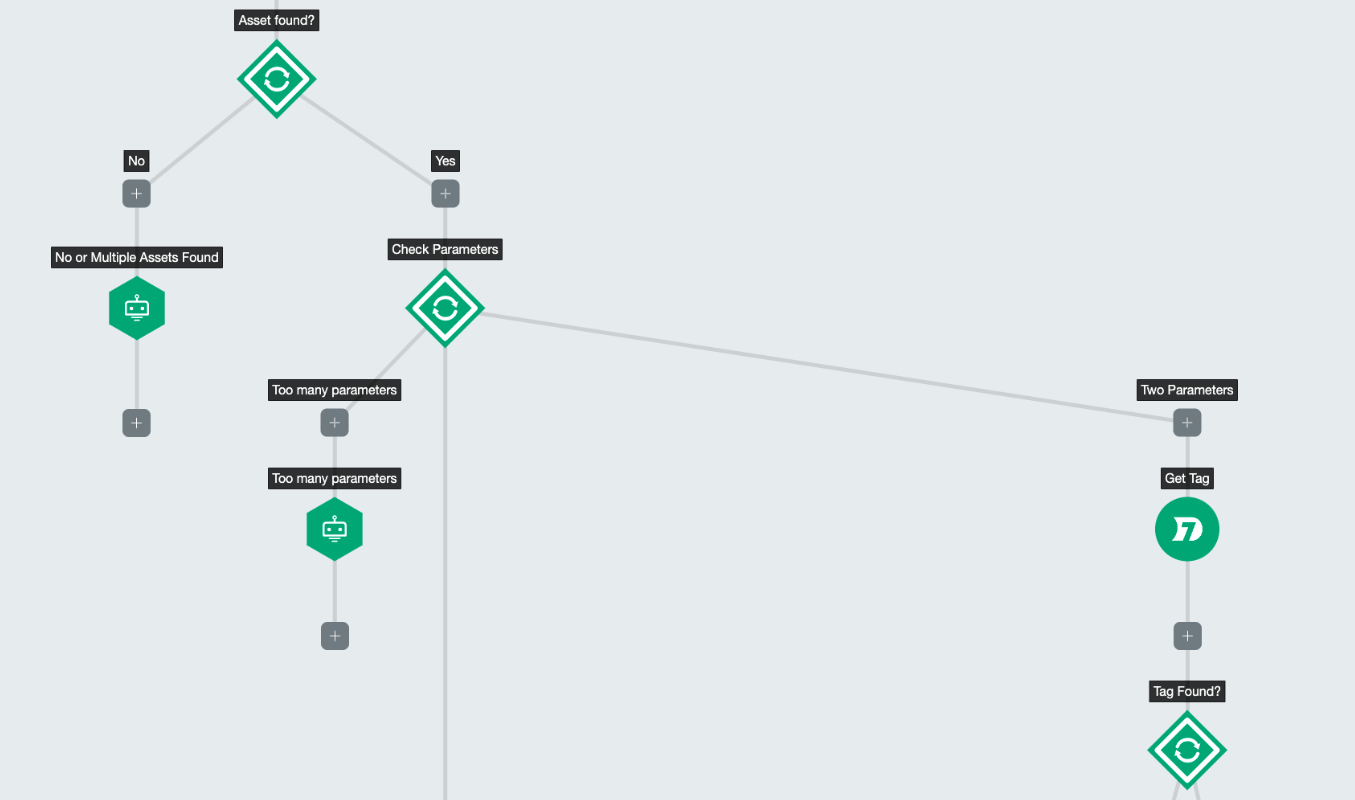 Asset found?
No
Yes
Check Parameters
No or Multiple Assets Found
Too many parameters
Two Parameters
Too many parameters
Get Tag
Tag Found?